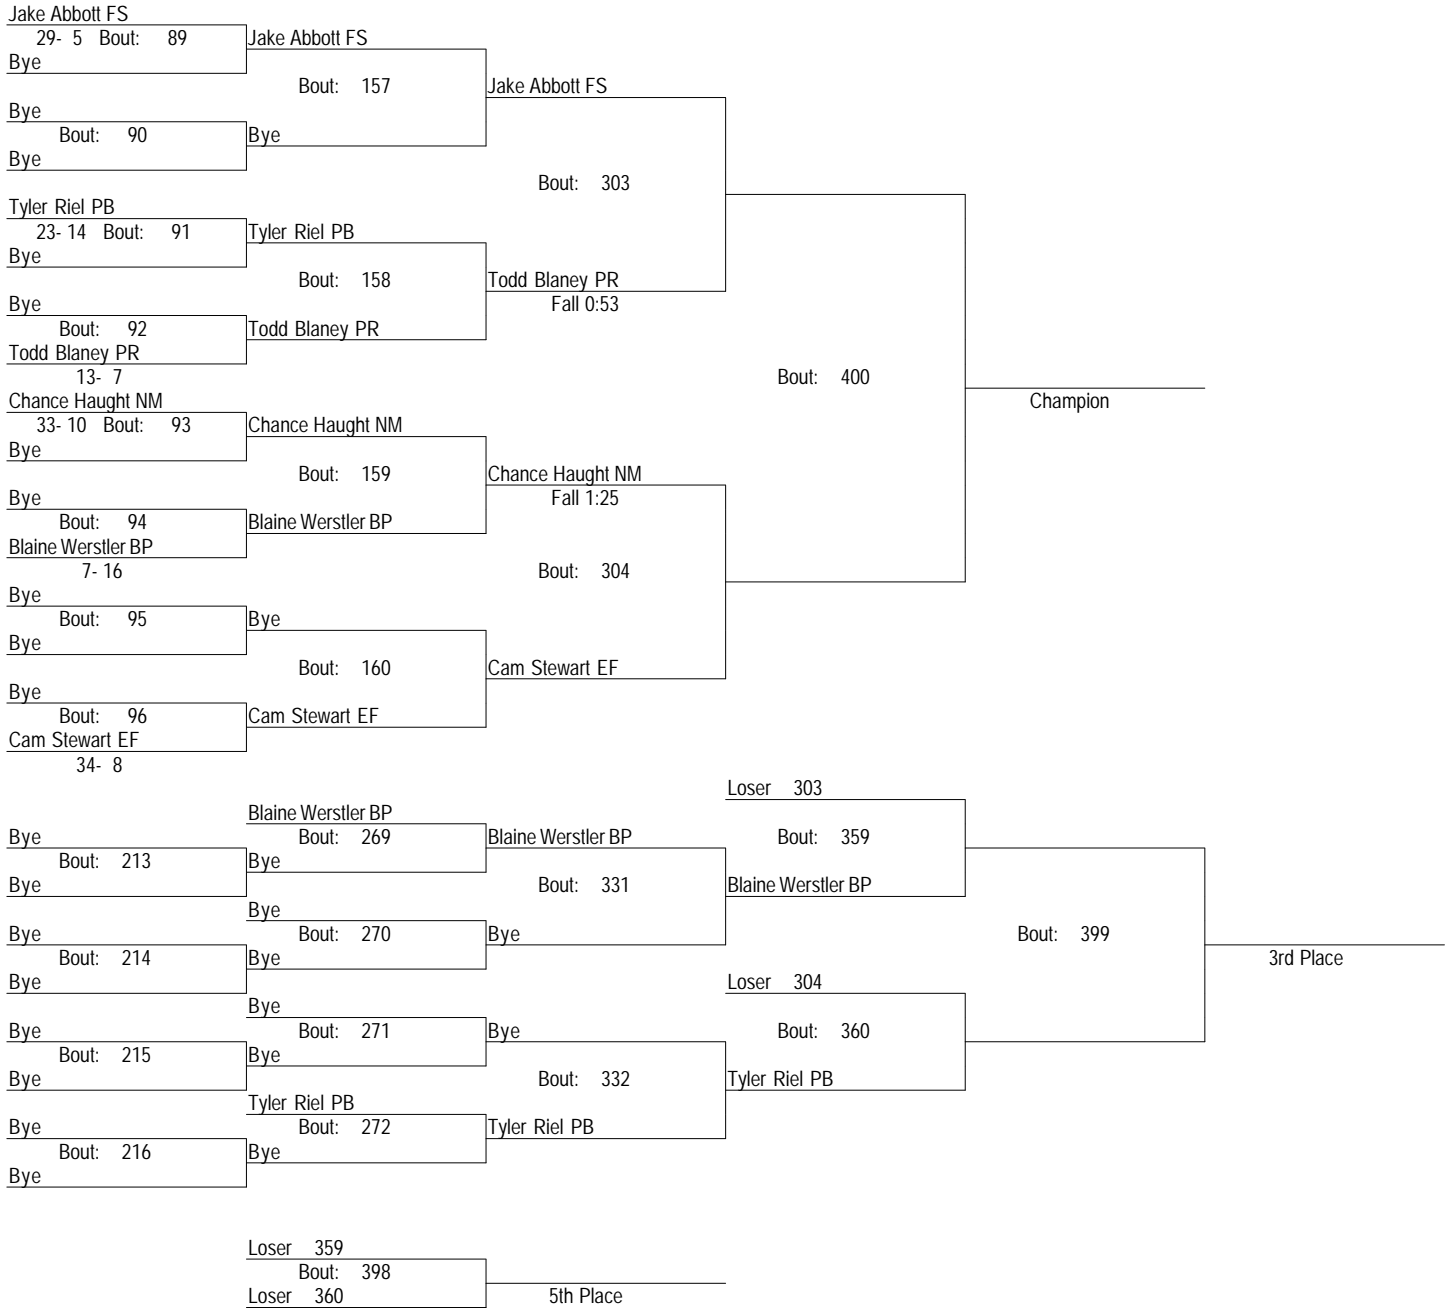 Jake Abbott FS
29- 5 Bout: 89 Jake Abbott FS
Bye
Bout: 157 Jake Abbott FS
Bye
Bout: 90 Bye
Bye
Bout: 303
Tyler Riel PB
23- 14 Bout: 91 Tyler Riel PB
Bye
Bout: 158 Todd Blaney PR
Bye Fall 0:53
Bout: 92 Todd Blaney PR
Todd Blaney PR
13- 7 Bout: 400
Chance Haught NM Champion
33- 10 Bout: 93 Chance Haught NM
Bye
Bout: 159 Chance Haught NM
Bye Fall 1:25
Bout: 94 Blaine Werstler BP
Blaine Werstler BP
7- 16 Bout: 304
Bye
Bout: 95 Bye
Bye
Bout: 160 Cam Stewart EF
Bye
Bout: 96 Cam Stewart EF
Cam Stewart EF
34- 8
Loser 303
Blaine Werstler BP
Bye Bout: 269 Blaine Werstler BP Bout: 359
Bout: 213 Bye
Bye Bout: 331 Blaine Werstler BP
Bye
Bye Bout: 270 Bye Bout: 399
Bout: 214 Bye 3rd Place
Bye Loser 304
Bye
Bye Bout: 271 Bye Bout: 360
Bout: 215 Bye
Bye Bout: 332 Tyler Riel PB
Tyler Riel PB
Bye Bout: 272 Tyler Riel PB
Bout: 216 Bye
Bye
Loser 359
Bout: 398
Loser 360 5th Place